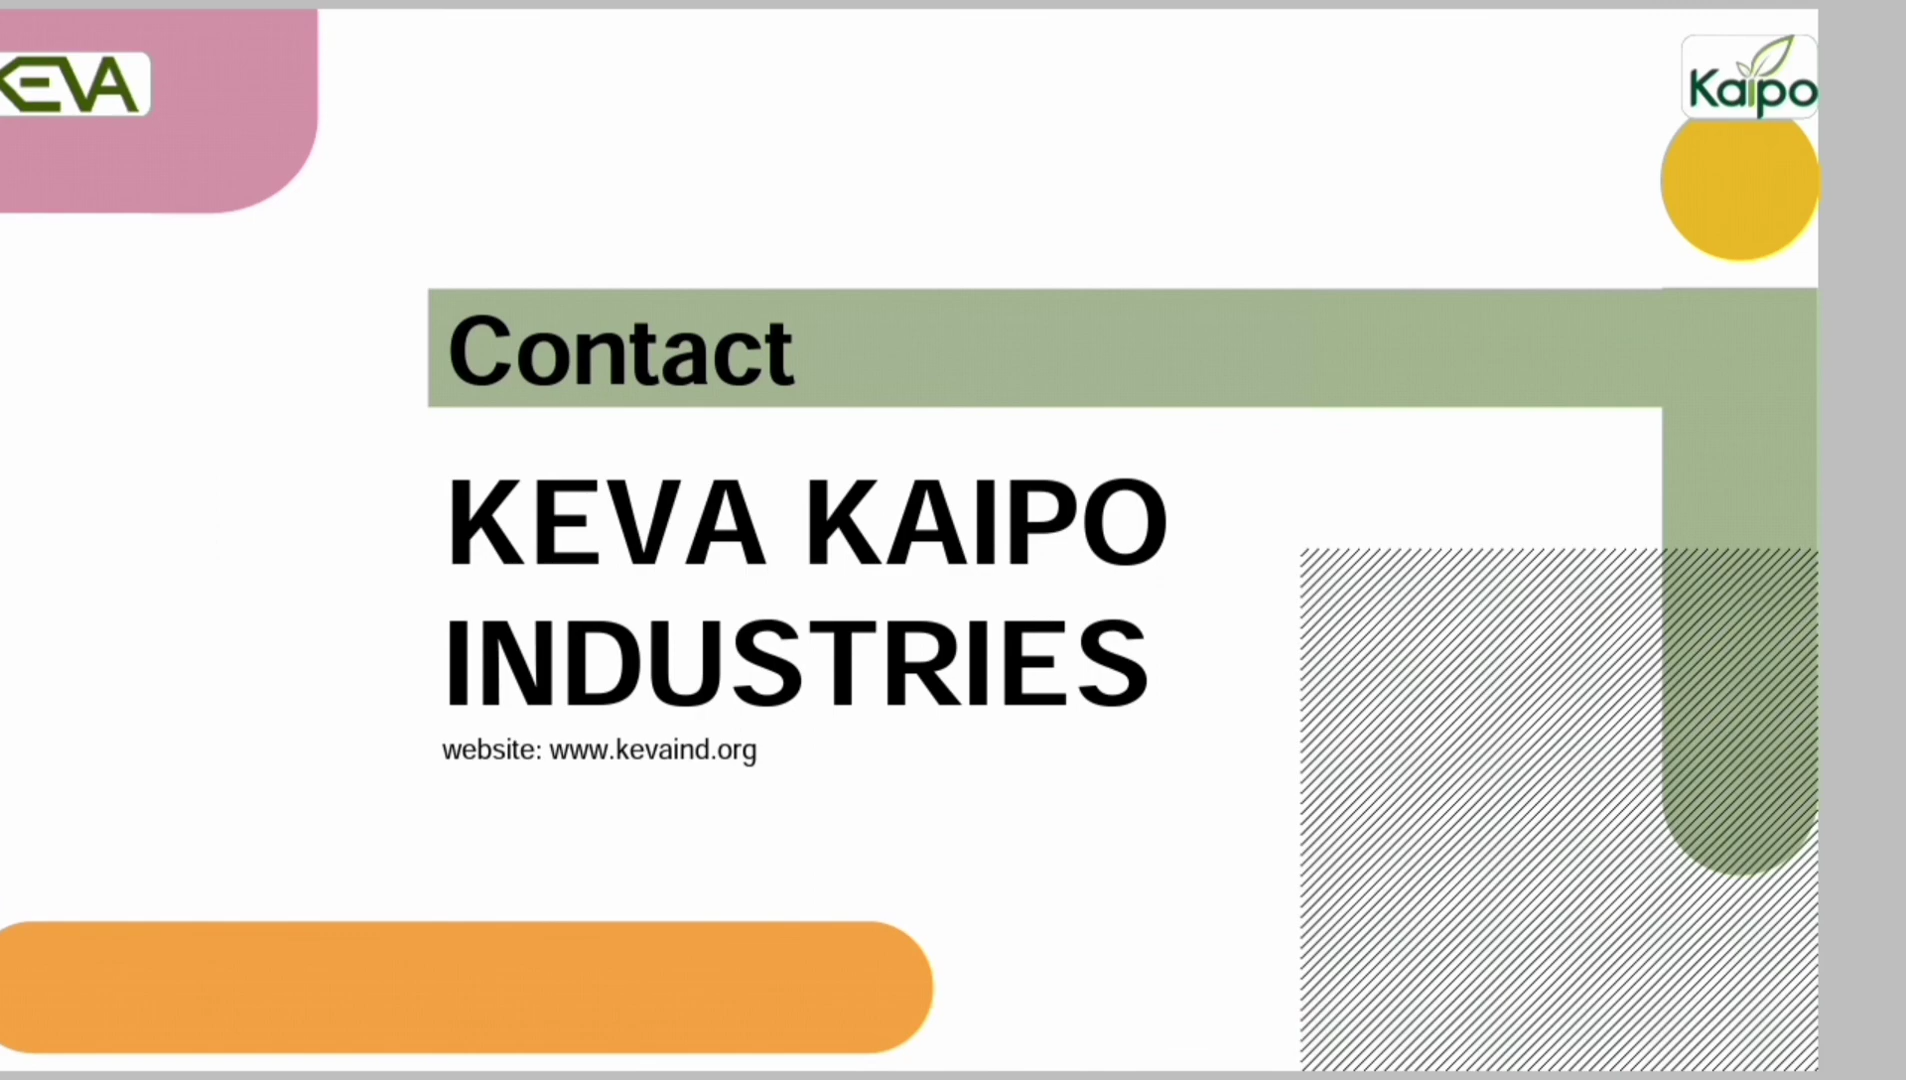 KEVA
Kaipo
Contact
KEVA KAIPO
INDUSTRIES
website: www.kevaind.org